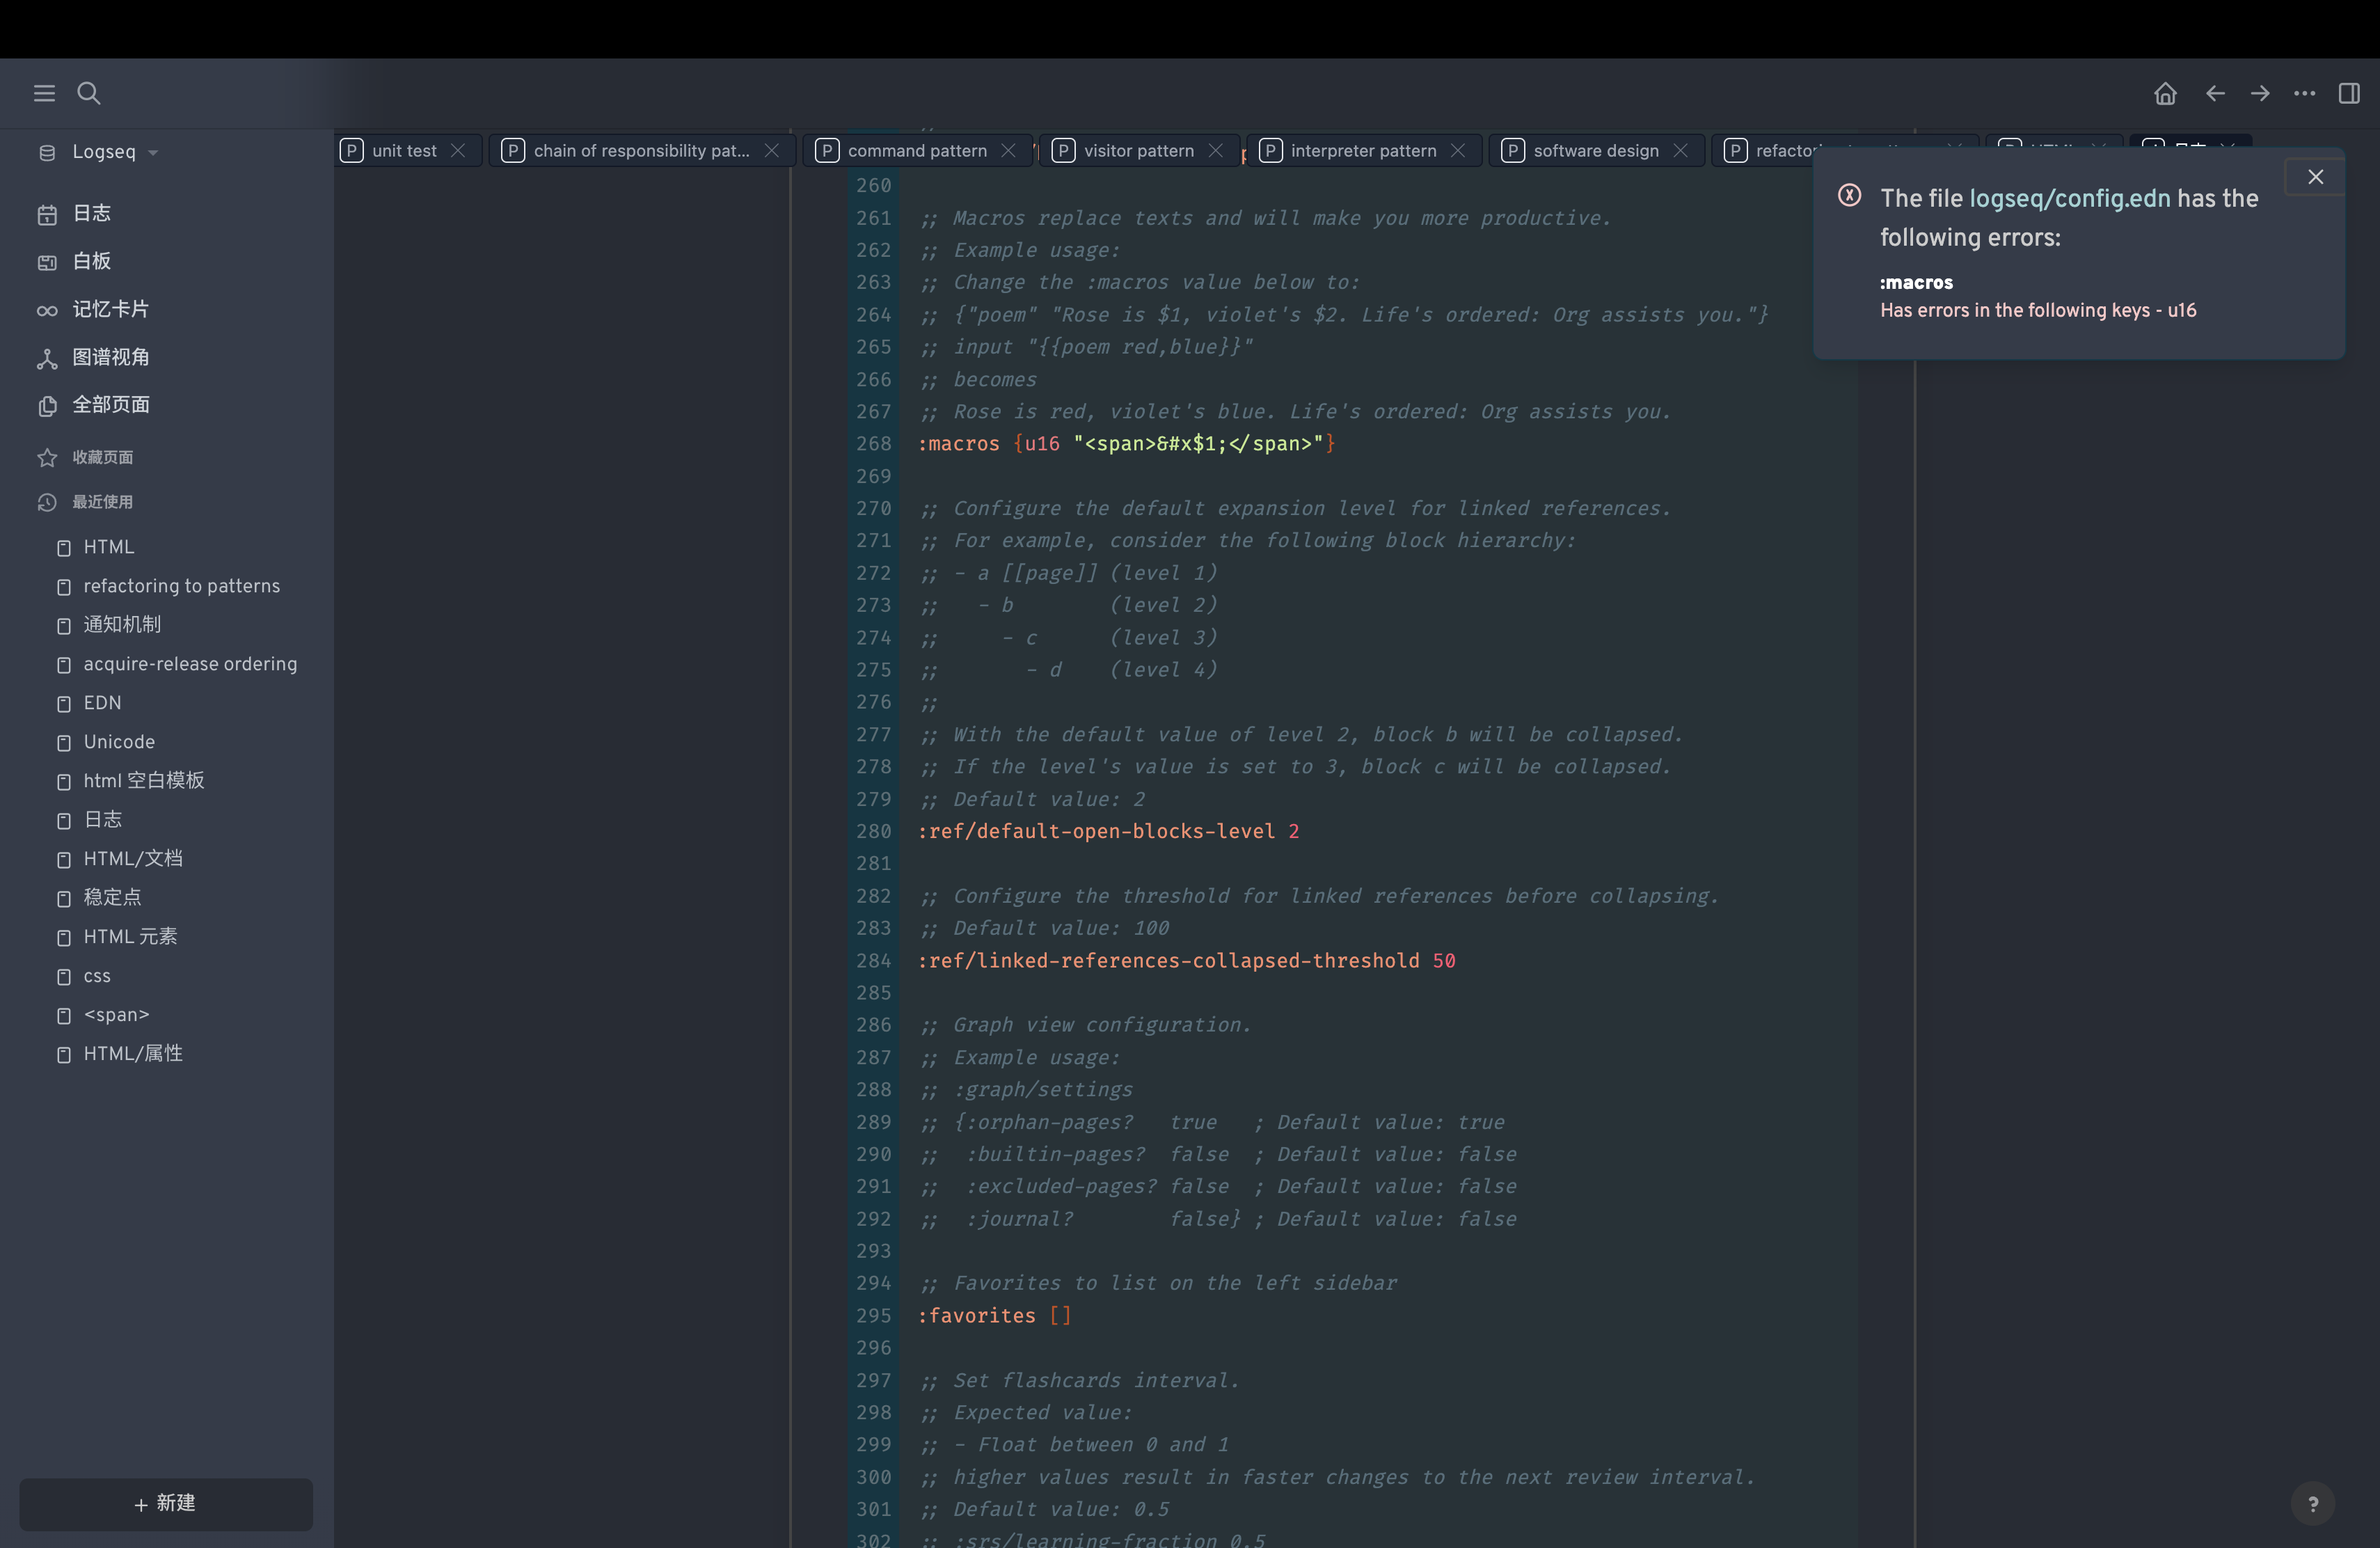 Logseq
日志
白板
记忆卡片
图谱视角
全部页面
收藏页面
最近使用
HTML
refactoring to patterns
通知机制
acquire-release ordering
EDN
Unicode
html 空白模板
日志
HTML/文档
稳定点
HTML 元素
css
<span>
HTML/属性
+ 新建
P unit test
P chain of responsibility pat...
P command pattern
P visitor pattern
P interpreter pattern
P software design
P
The file logseq/config.edn has the
following errors:
:macros
Has errors in the following keys - u16
260
261 ;; Macros replace texts and will make you more productive.
262 ;; Example usage:
263 ;; Change the :macros value below to:
264 ;; {"poem" "Rose is $1, violet's $2. Life's ordered: Org assists you."}
265 ;; input "{{poem red,blue}}"
266 ;; becomes
267 ;; Rose is red, violet's blue. Life's ordered: Org assists you.
268 :macros {u16 "<span>&#x$1;</span>"}
269
270 ;; Configure the default expansion level for linked references.
271 ;; For example, consider the following block hierarchy:
272 ;; - a [[page]] (level 1)
273 ;;   - b        (level 2)
274 ;;     - c      (level 3)
275 ;;       - d    (level 4)
276 ;;
277 ;; With the default value of level 2, block b will be collapsed.
278 ;; If the level's value is set to 3, block c will be collapsed.
279 ;; Default value: 2
280 :ref/default-open-blocks-level 2
281
282 ;; Configure the threshold for linked references before collapsing.
283 ;; Default value: 100
284 :ref/linked-references-collapsed-threshold 50
285
286 ;; Graph view configuration.
287 ;; Example usage:
288 ;; :graph/settings
289 ;; {:orphan-pages?   true   ; Default value: true
290 ;;  :builtin-pages?  false  ; Default value: false
291 ;;  :excluded-pages? false  ; Default value: false
292 ;;  :journal?        false} ; Default value: false
293
294 ;; Favorites to list on the left sidebar
295 :favorites []
296
297 ;; Set flashcards interval.
298 ;; Expected value:
299 ;; - Float between 0 and 1
300 ;; higher values result in faster changes to the next review interval.
301 ;; Default value: 0.5
302 ;; :srs/learning-fraction 0.5
?